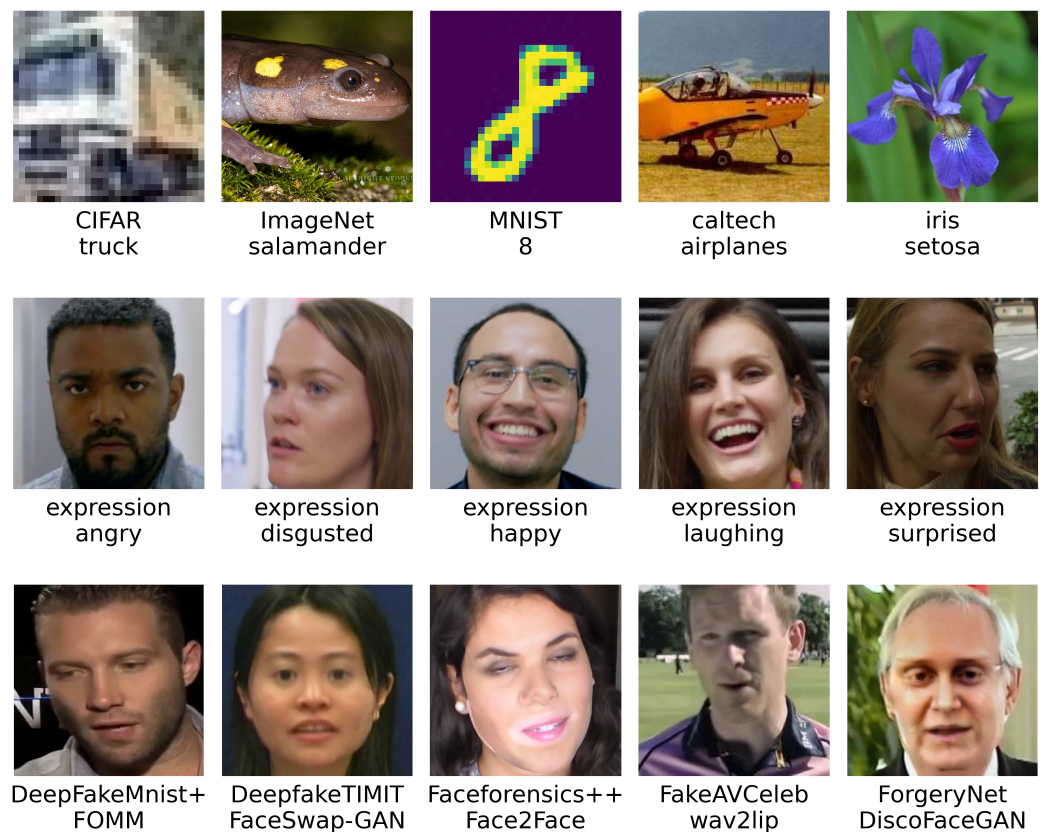 CIFAR
truck
ImageNet
salamander
MNIST
8
caltech
airplanes
iris
setosa
expression
angry
expression
disgusted
expression
happy
expression
laughing
expression
surprised
DeepFakeMnist+
FOMM
DeepfakeTIMIT
FaceSwap-GAN
Faceforensics++
Face2Face
FakeAVCeleb
wav2lip
ForgeryNet
DiscoFaceGAN